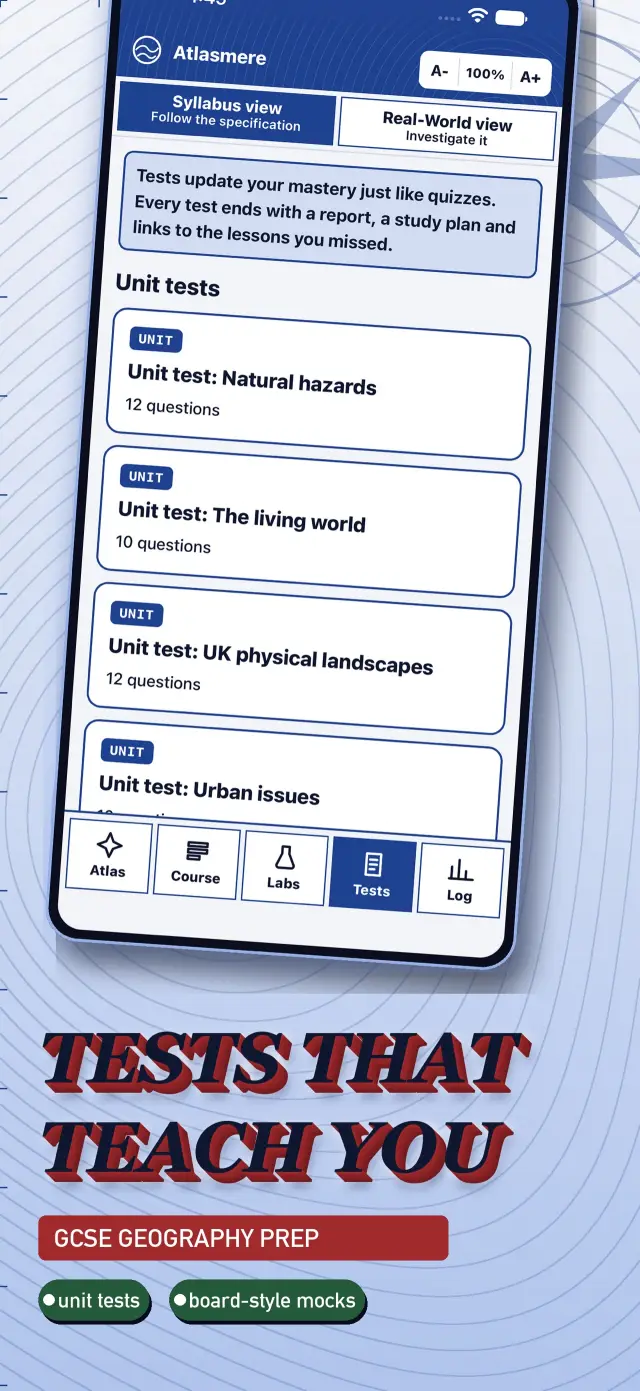 Atlasmere
A- 100% A+
Syllabus view
Follow the specification
Real-World view
Investigate it
Tests update your mastery just like quizzes.
Every test ends with a report, a study plan and
links to the lessons you missed.
Unit tests
UNIT
Unit test: Natural hazards
12 questions
UNIT
Unit test: The living world
10 questions
UNIT
Unit test: UK physical landscapes
12 questions
UNIT
Unit test: Urban issues
Atlas
Course
Labs
Tests
Log
TESTS THAT
TEACH YOU
GCSE GEOGRAPHY PREP
unit tests
board-style mocks